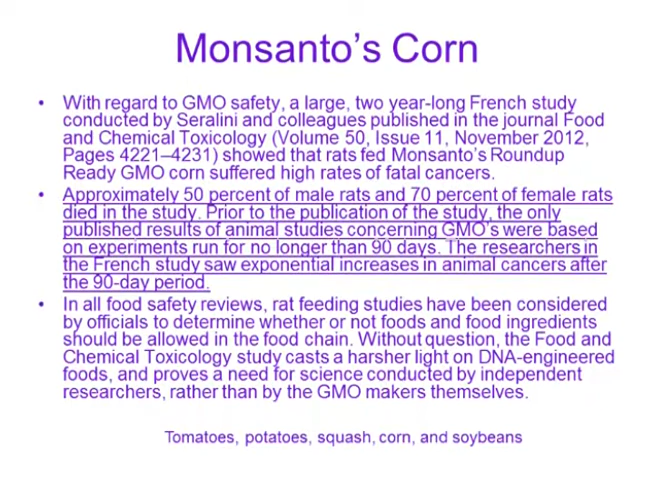 Monsanto's Corn
• With regard to GMO safety, a large, two year-long French study
conducted by Seralini and colleagues published in the journal Food
and Chemical Toxicology (Volume 50, Issue 11, November 2012,
Pages 4221–4231) showed that rats fed Monsanto's Roundup
Ready GMO corn suffered high rates of fatal cancers.
• Approximately 50 percent of male rats and 70 percent of female rats
died in the study. Prior to the publication of the study, the only
published results of animal studies concerning GMO's were based
on experiments run for no longer than 90 days. The researchers in
the French study saw exponential increases in animal cancers after
the 90-day period.
• In all food safety reviews, rat feeding studies have been considered
by officials to determine whether or not foods and food ingredients
should be allowed in the food chain. Without question, the Food and
Chemical Toxicology study casts a harsher light on DNA-engineered
foods, and proves a need for science conducted by independent
researchers, rather than by the GMO makers themselves.
Tomatoes, potatoes, squash, corn, and soybeans